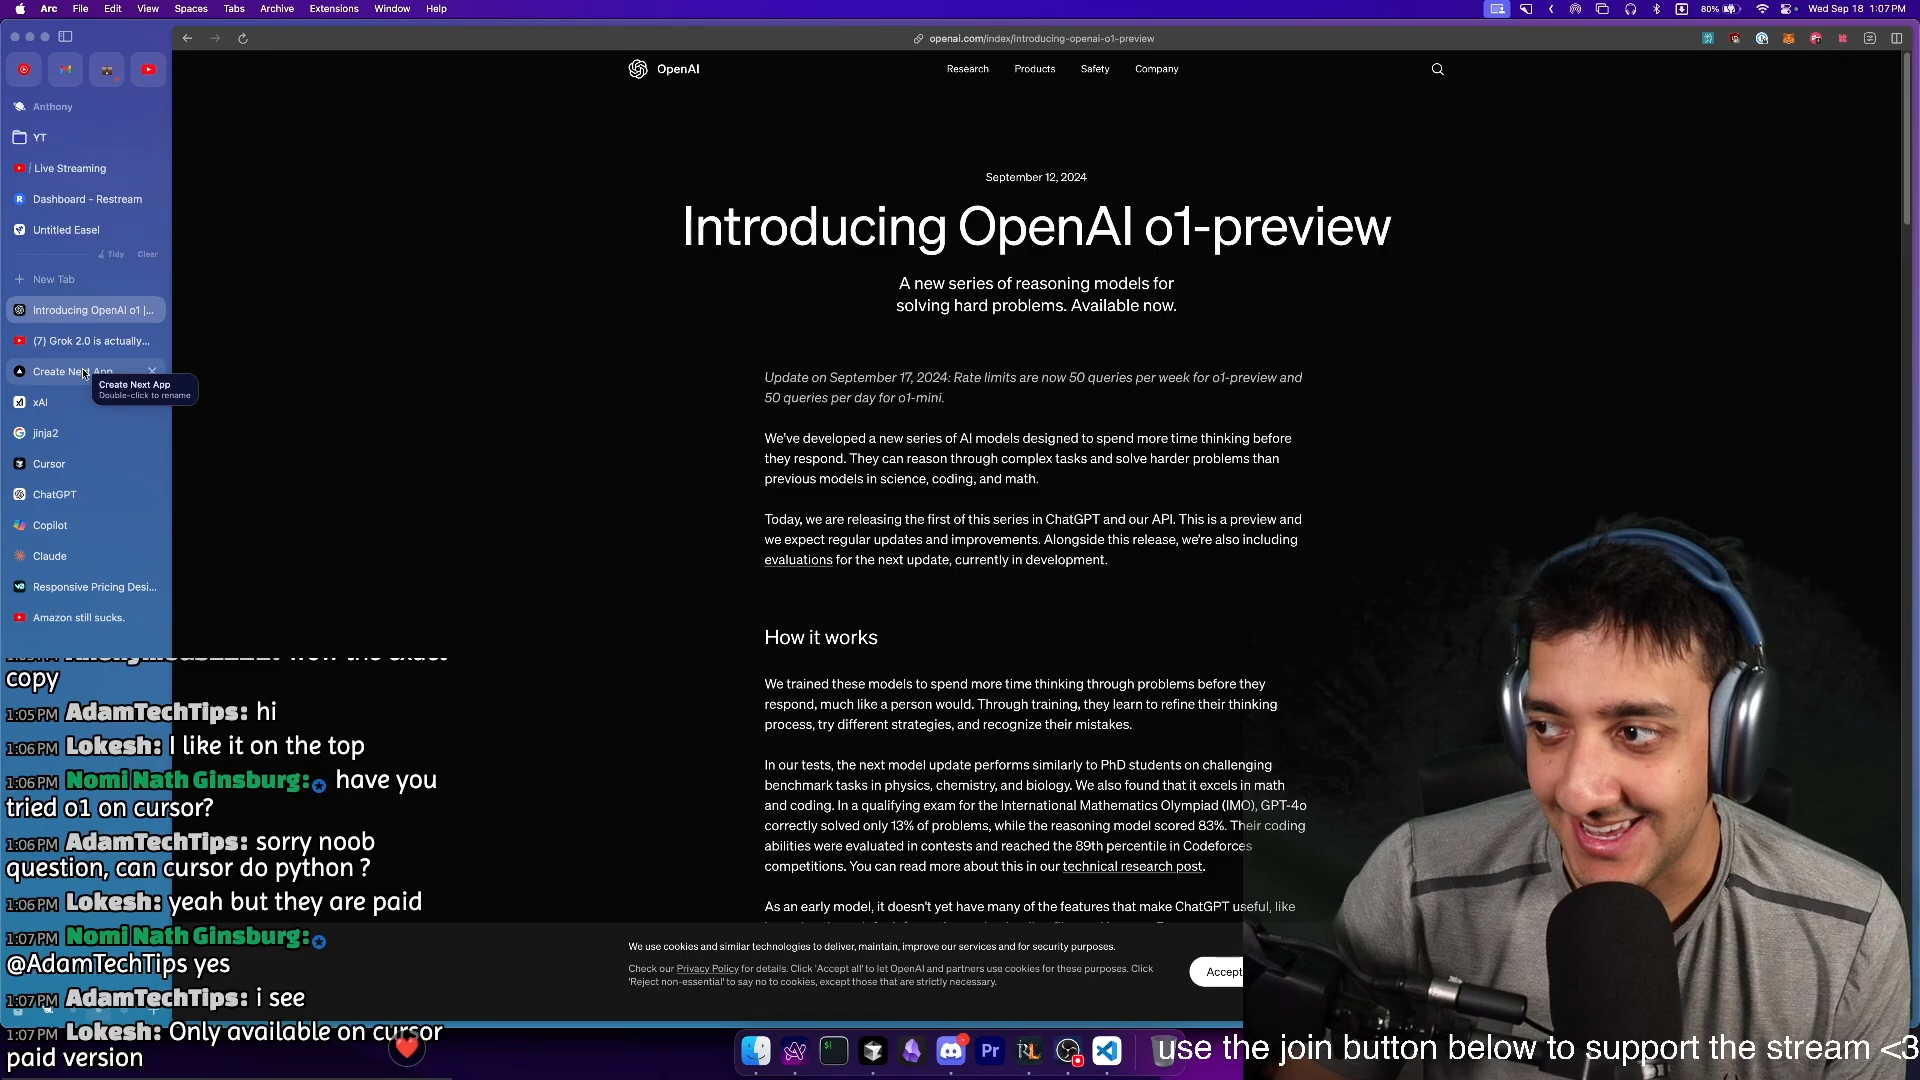 Arc File Edit View Spaces Tabs Archive Extensions Window Help
80% Wed Sep 18 1:07 PM
openai.com/index/introducing-openai-o1-preview
OpenAI
Research Products Safety Company
Anthony
YT
/ Live Streaming
Dashboard - Restream
Untitled Easel
Tidy Clear
+ New Tab
Introducing OpenAI o1 |...
(7) Grok 2.0 is actually...
Create Next App
Create Next App
Double-click to rename
xAI
jinja2
Cursor
ChatGPT
Copilot
Claude
Responsive Pricing Desi...
Amazon still sucks.
September 12, 2024
Introducing OpenAI o1-preview
A new series of reasoning models for
solving hard problems. Available now.
Update on September 17, 2024: Rate limits are now 50 queries per week for o1-preview and
50 queries per day for o1-mini.
We've developed a new series of AI models designed to spend more time thinking before
they respond. They can reason through complex tasks and solve harder problems than
previous models in science, coding, and math.
Today, we are releasing the first of this series in ChatGPT and our API. This is a preview and
we expect regular updates and improvements. Alongside this release, we're also including
evaluations for the next update, currently in development.
How it works
We trained these models to spend more time thinking through problems before they
respond, much like a person would. Through training, they learn to refine their thinking
process, try different strategies, and recognize their mistakes.
In our tests, the next model update performs similarly to PhD students on challenging
benchmark tasks in physics, chemistry, and biology. We also found that it excels in math
and coding. In a qualifying exam for the International Mathematics Olympiad (IMO), GPT-4o
correctly solved only 13% of problems, while the reasoning model scored 83%. Their coding
abilities were evaluated in contests and reached the 89th percentile in Codeforces
competitions. You can read more about this in our technical research post.
As an early model, it doesn't yet have many of the features that make ChatGPT useful, like
We use cookies and similar technologies to deliver, maintain, improve our services and for security purposes.
Check our Privacy Policy for details. Click 'Accept all' to let OpenAI and partners use cookies for these purposes. Click
'Reject non-essential' to say no to cookies, except those that are strictly necessary.
Accept
copy
1:05 PM AdamTechTips: hi
1:06 PM Lokesh: I like it on the top
1:06 PM Nomi Nath Ginsburg: have you
tried o1 on cursor?
1:06 PM AdamTechTips: sorry noob
question, can cursor do python ?
1:06 PM Lokesh: yeah but they are paid
1:07 PM Nomi Nath Ginsburg:
@AdamTechTips yes
1:07 PM AdamTechTips: i see
1:07 PM Lokesh: Only available on cursor
paid version
Pr
use the join button below to support the stream <3